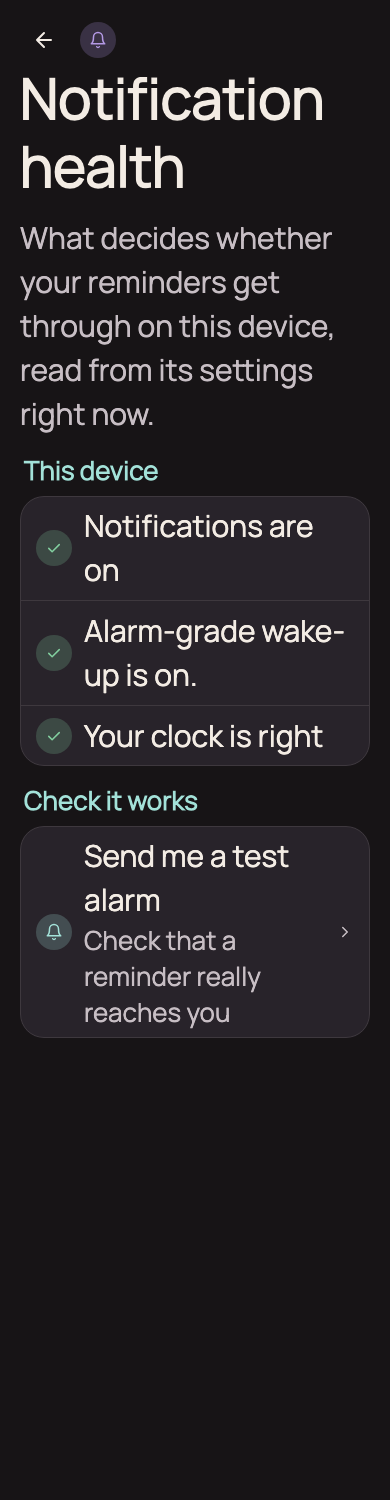 Notification
health
What decides whether
your reminders get
through on this device,
read from its settings
right now.
This device
Notifications are
on
Alarm-grade wake-
up is on.
Your clock is right
Check it works
Send me a test
alarm
Check that a
reminder really
reaches you